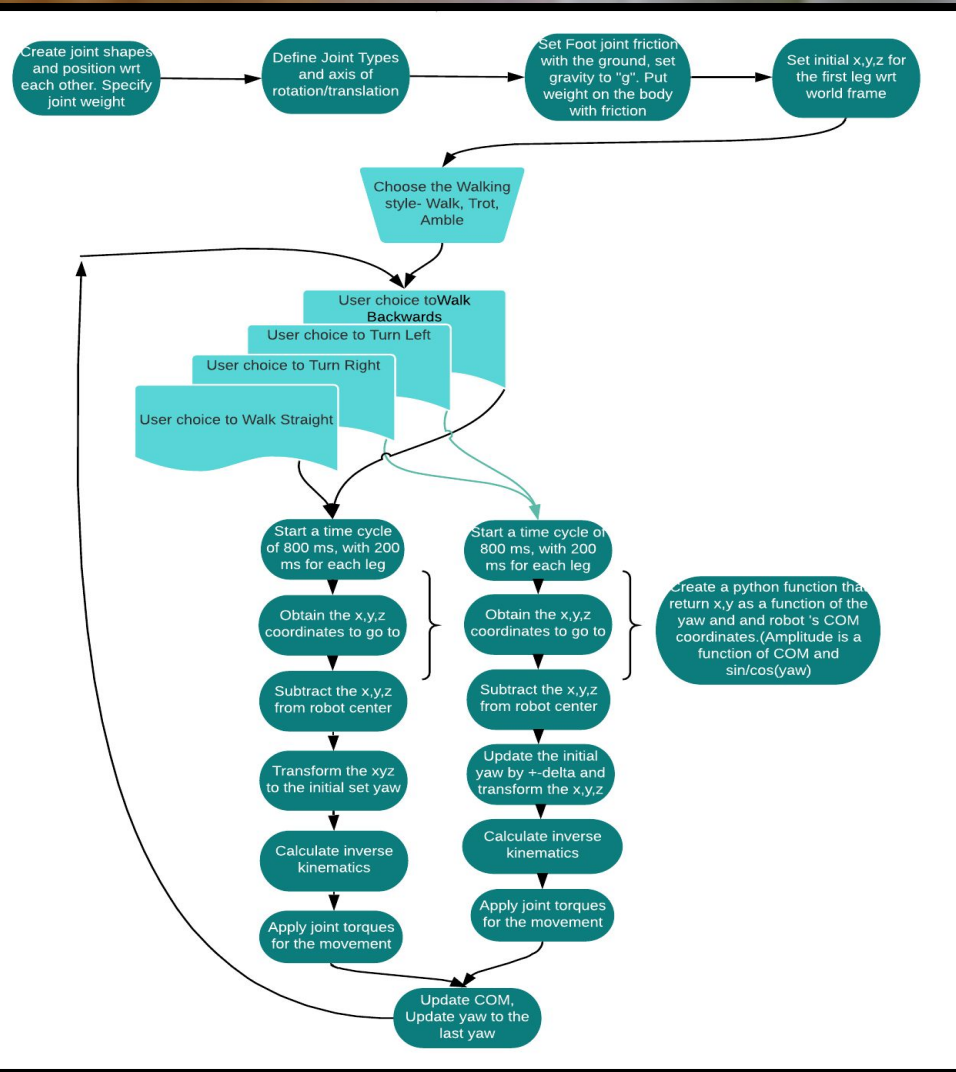 Create joint shapes
and position wrt
each other. Specify
joint weight
Define Joint Types
and axis of
rotation/translation
Set Foot joint friction
with the ground, set
gravity to "g". Put
weight on the body
with friction
Set initial x,y,z for
the first leg wrt
world frame
Choose the Walking
style- Walk, Trot,
Amble
User choice toWalk
Backwards
User choice to Turn Left
User choice to Turn Right
User choice to Walk Straight
Start a time cycle
of 800 ms, with 200
ms for each leg
Obtain the x,y,z
coordinates to go to
Subtract the x,y,z
from robot center
Transform the xyz
to the initial set yaw
Calculate inverse
kinematics
Apply joint torques
for the movement
Start a time cycle of
800 ms, with 200
ms for each leg
Obtain the x,y,z
coordinates to go to
Subtract the x,y,z
from robot center
Update the initial
yaw by +-delta and
transform the x,y,z
Calculate inverse
kinematics
Apply joint torques
for the movement
Create a python function that
return x,y as a function of the
yaw and and robot 's COM
coordinates.(Amplitude is a
function of COM and
sin/cos(yaw)
Update COM,
Update yaw to the
last yaw